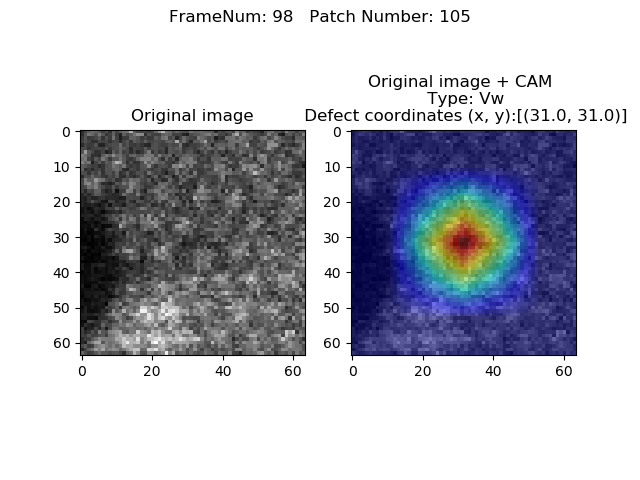 FrameNum: 98   Patch Number: 105
Original image
Original image + CAM
Type: Vw
Defect coordinates (x, y):[(31.0, 31.0)]
0
10
20
30
40
50
60
0 20 40 60
0
10
20
30
40
50
60
0 20 40 60